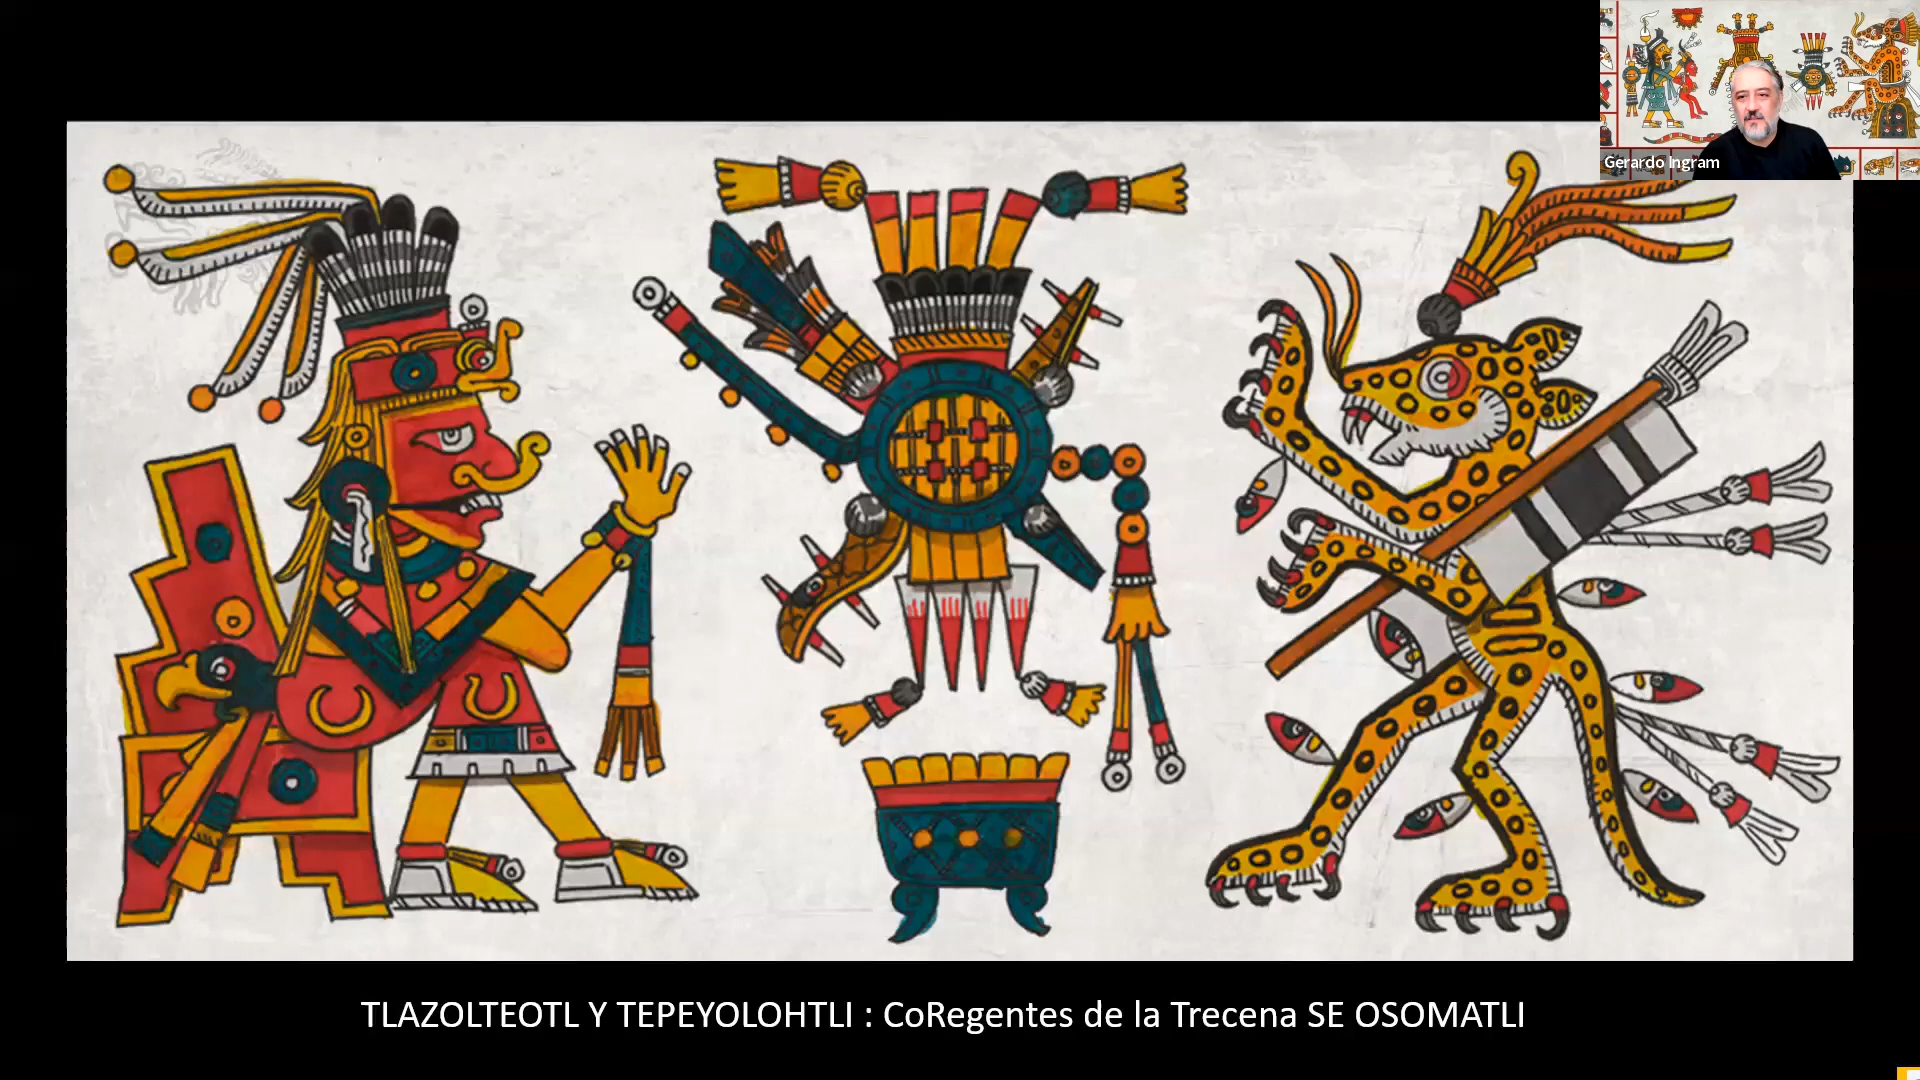 Gerardo Ingram
TLAZOLTEOTL Y TEPEYOLOHTLI : CoRegentes de la Trecena SE OSOMATLI